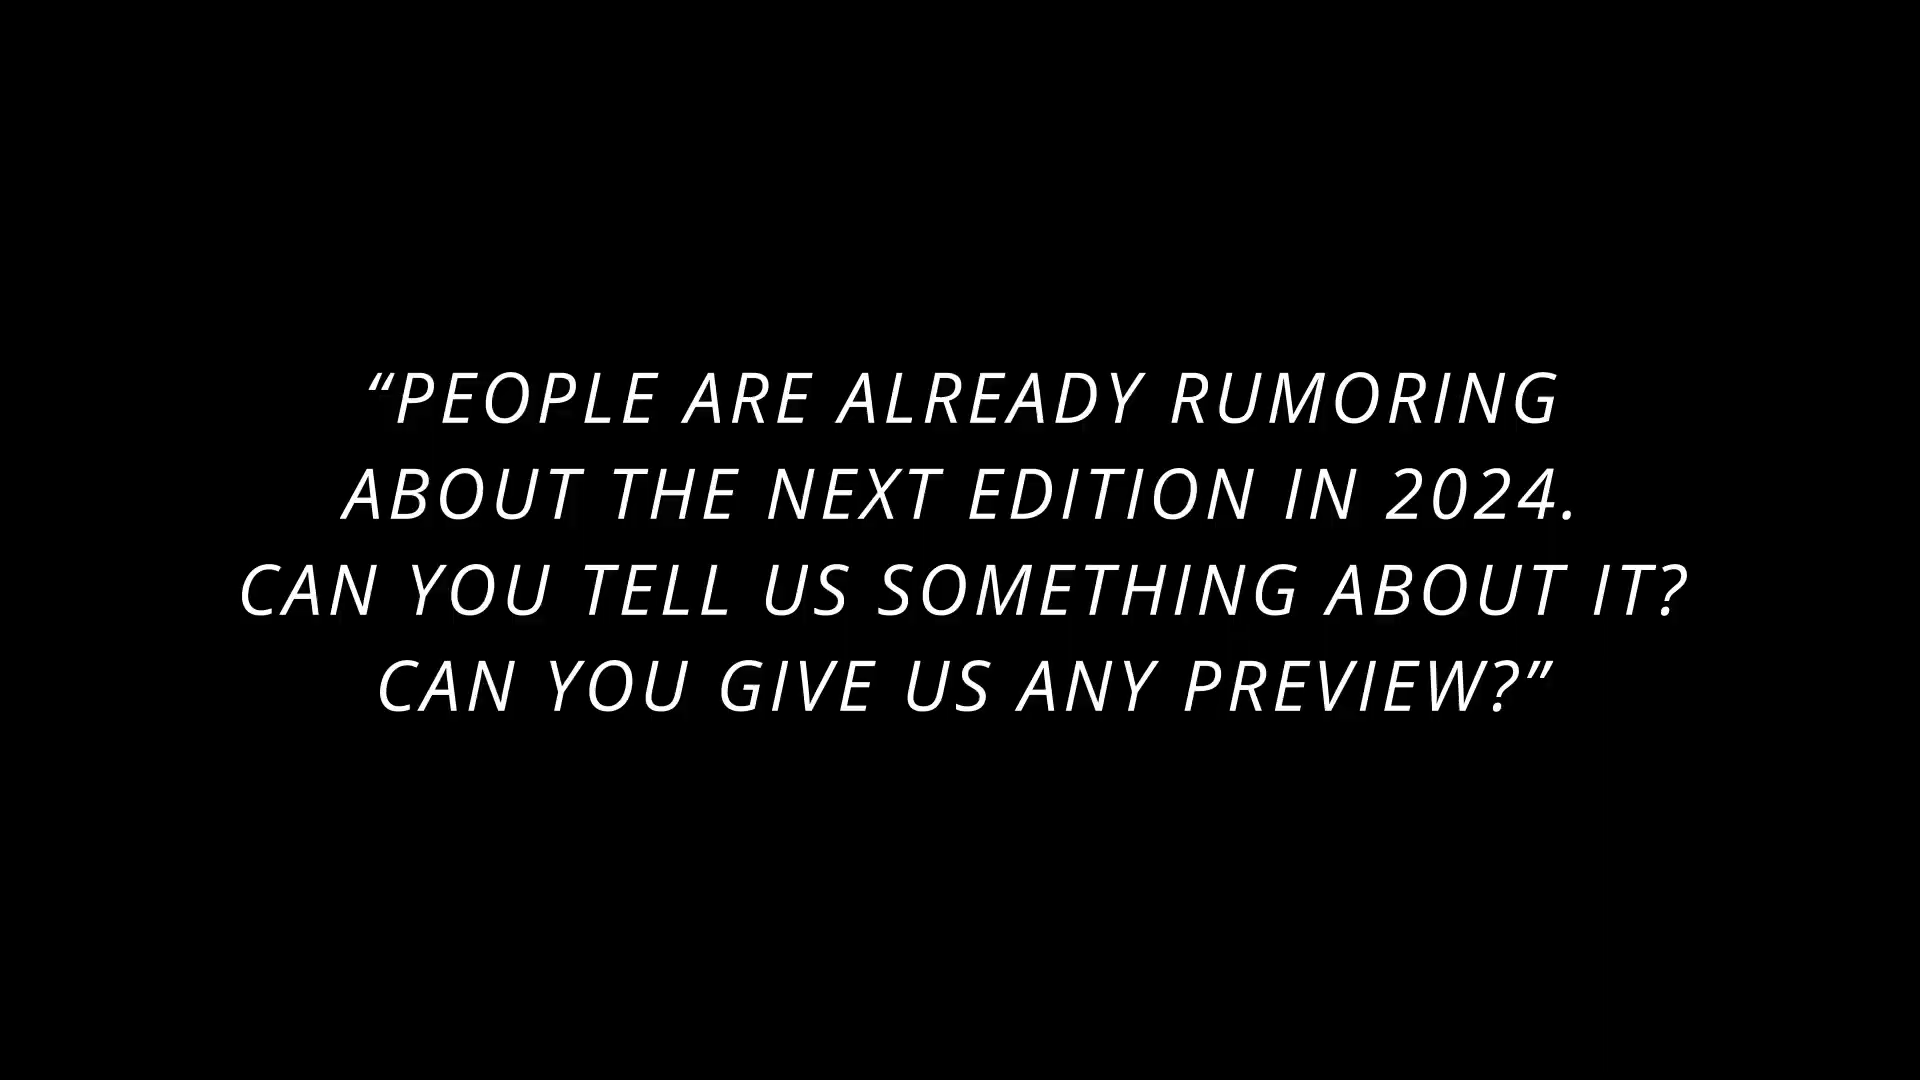 “PEOPLE ARE ALREADY RUMORING
ABOUT THE NEXT EDITION IN 2024.
CAN YOU TELL US SOMETHING ABOUT IT?
CAN YOU GIVE US ANY PREVIEW?”